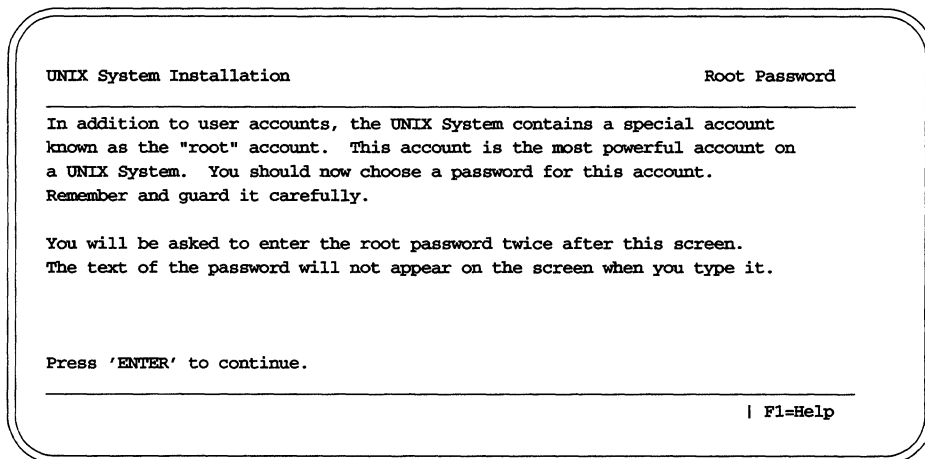 UNIX System Installation Root Password
In addition to user accounts, the UNIX System contains a special account
known as the "root" account. This account is the most powerful account on
a UNIX System. You should now choose a password for this account.
Remember and guard it carefully.
You will be asked to enter the root password twice after this screen.
The text of the password will not appear on the screen when you type it.
Press 'ENTER' to continue.
| F1=Help